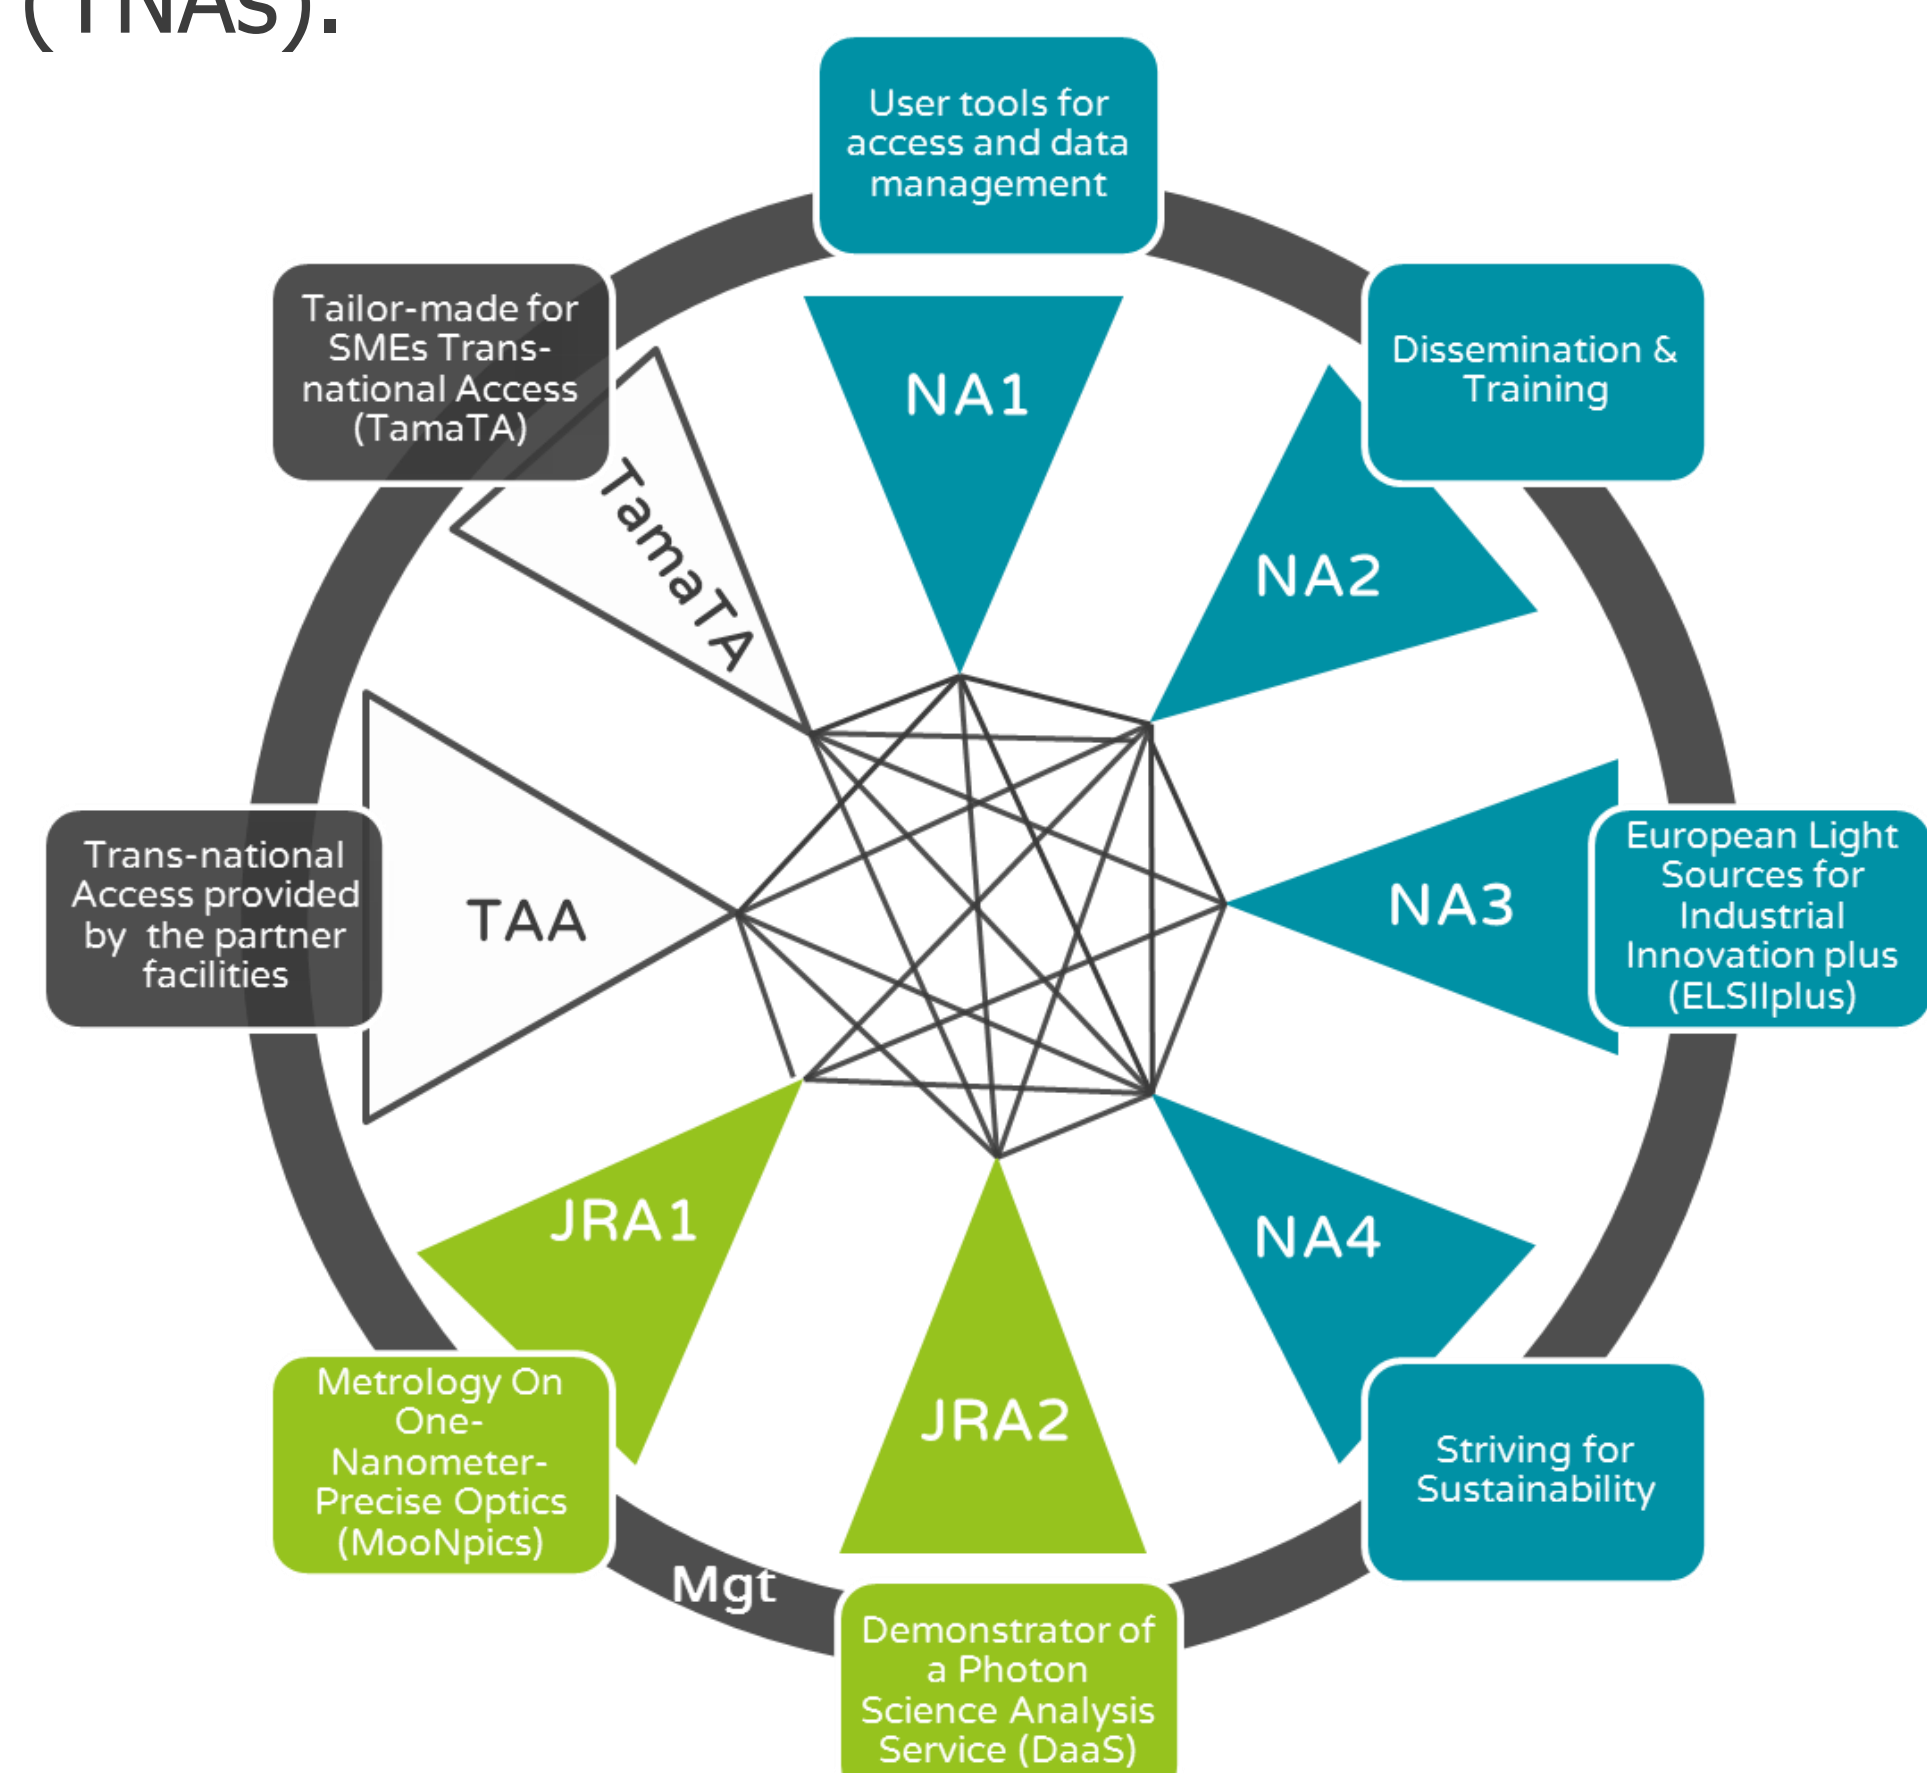 (TNAs).
User tools for
access and data
management
Tailor-made for
SMEs Trans-
national Access
(TamaTA)
Dissemination &
Training
NA1
TamaTA
NA2
Trans-national
Access provided
by the partner
facilities
TAA
NA3
European Light
Sources for
Industrial
Innovation plus
(ELSIIplus)
JRA1
NA4
Metrology On
One-
Nanometer-
Precise Optics
(MooNpics)
JRA2
Striving for
Sustainability
Mgt
Demonstrator of
a Photon
Science Analysis
Service (DaaS)